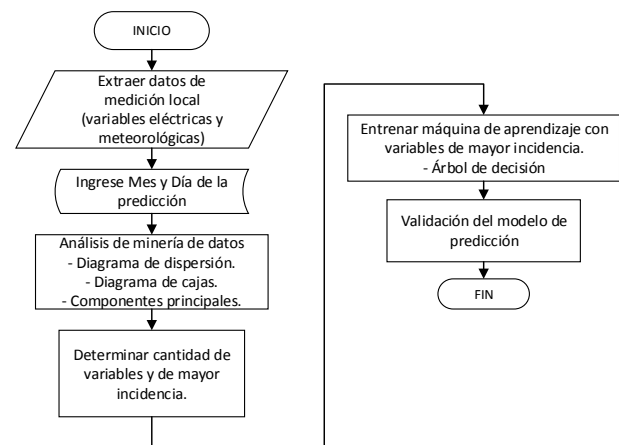 INICIO
Extraer datos de
medición local
(variables eléctricas y
meteorológicas)
Ingrese Mes y Día de la
predicción
Análisis de minería de datos
- Diagrama de dispersión.
- Diagrama de cajas.
- Componentes principales.
Determinar cantidad de
variables y de mayor
incidencia.
Entrenar máquina de aprendizaje con
variables de mayor incidencia.
- Árbol de decisión
Validación del modelo de
predicción
FIN